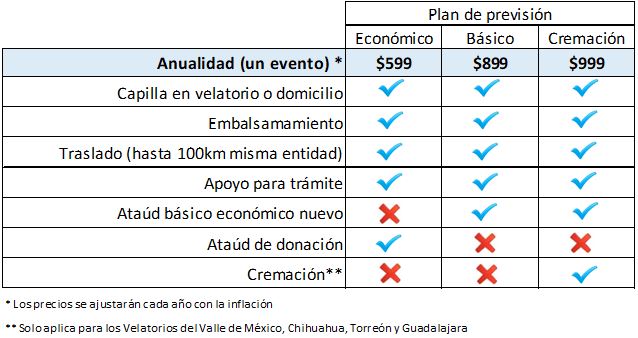 Plan de previsión
Económico Básico Cremación
Anualidad (un evento) * $599 $899 $999
Capilla en velatorio o domicilio
Embalsamamiento
Traslado (hasta 100km misma entidad)
Apoyo para trámite
Ataúd básico económico nuevo
Ataúd de donación
Cremación**
* Los precios se ajustarán cada año con la inflación
** Solo aplica para los Velatorios del Valle de México, Chihuahua, Torreón y Guadalajara